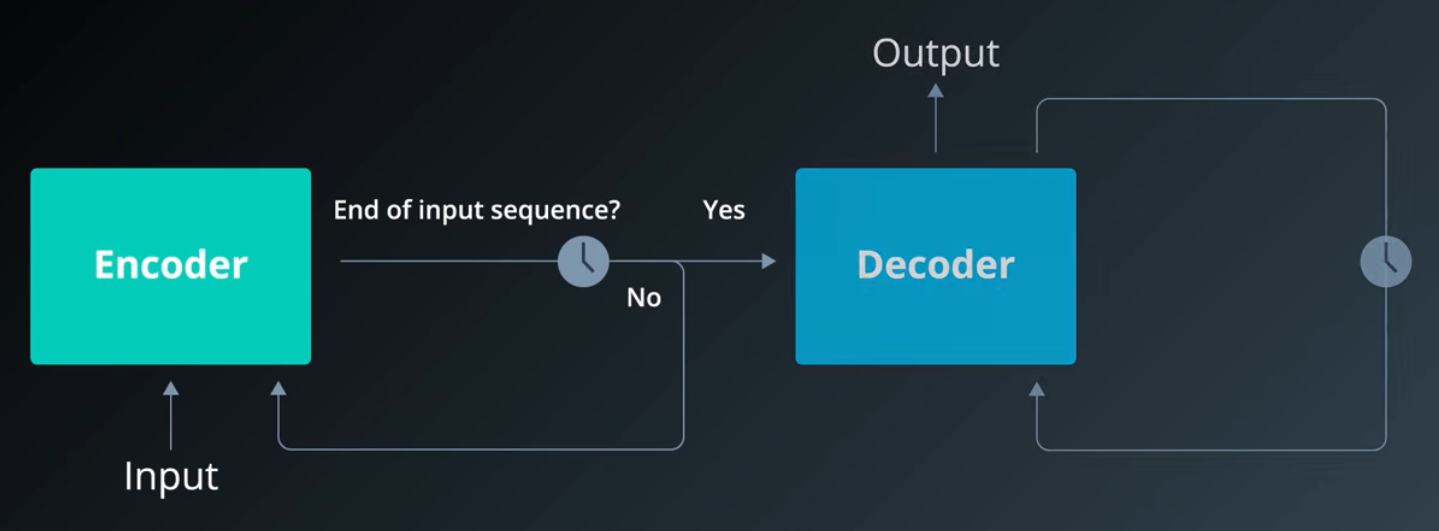 Output
End of input sequence?
Yes
Encoder
Decoder
No
Input